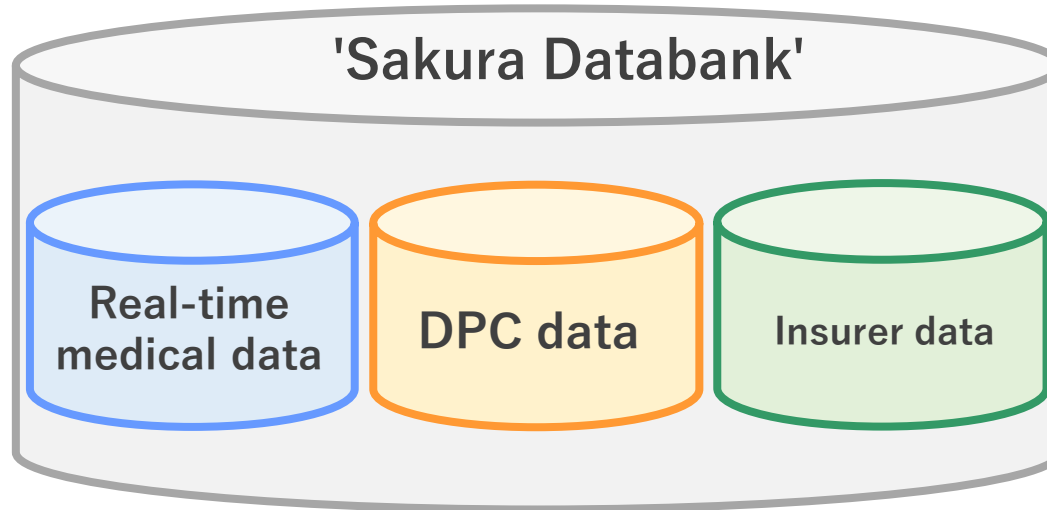 'Sakura Databank'
Real-time
medical data
DPC data
Insurer data